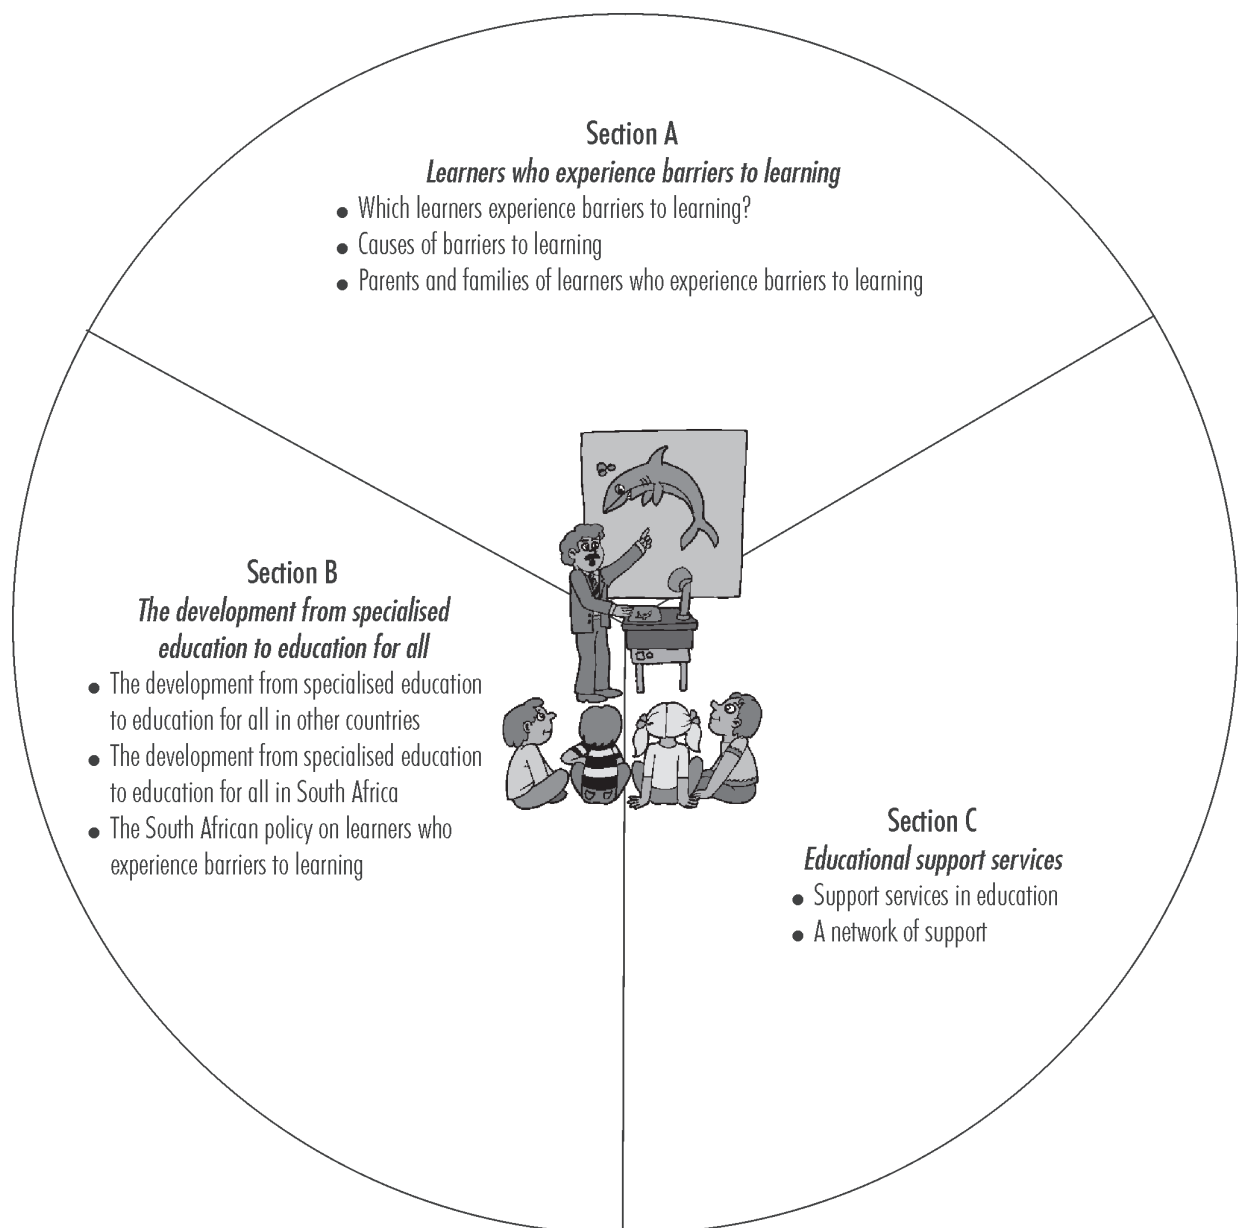 Section A
Learners who experience barriers to learning
● Which learners experience barriers to learning?
● Causes of barriers to learning
● Parents and families of learners who experience barriers to learning
Section B
The development from specialised
education to education for all
● The development from specialised education
to education for all in other countries
● The development from specialised education
to education for all in South Africa
● The South African policy on learners who
experience barriers to learning
Section C
Educational support services
● Support services in education
● A network of support